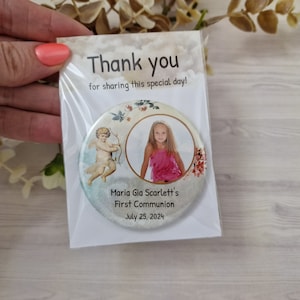 Thank you
for sharing this special day!
Maria Gia Scarlett's
First Communion
July 25, 2024